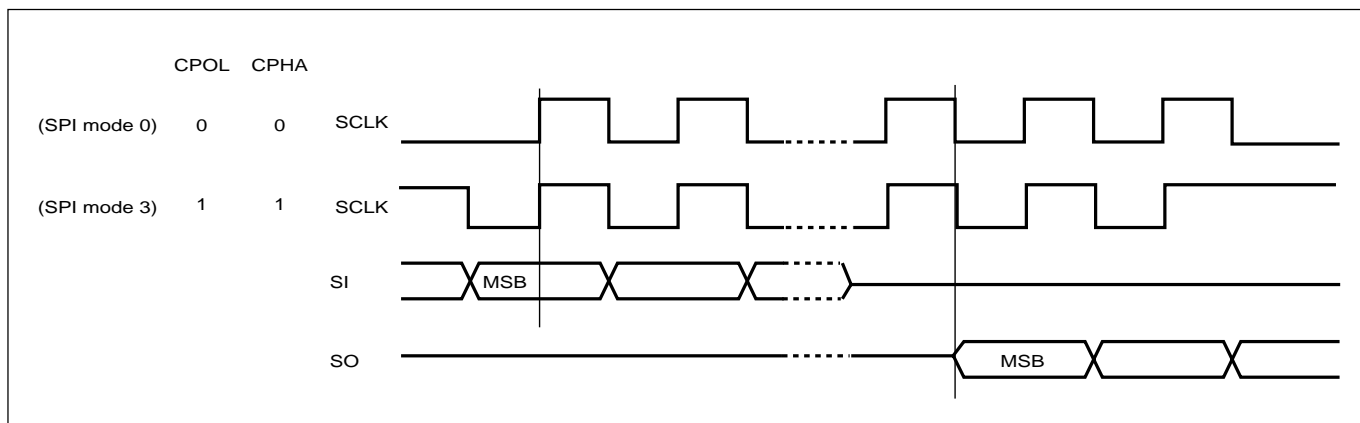 CPOL CPHA
(SPI mode 0) 0 0 SCLK
(SPI mode 3) 1 1 SCLK
SI MSB
SO MSB